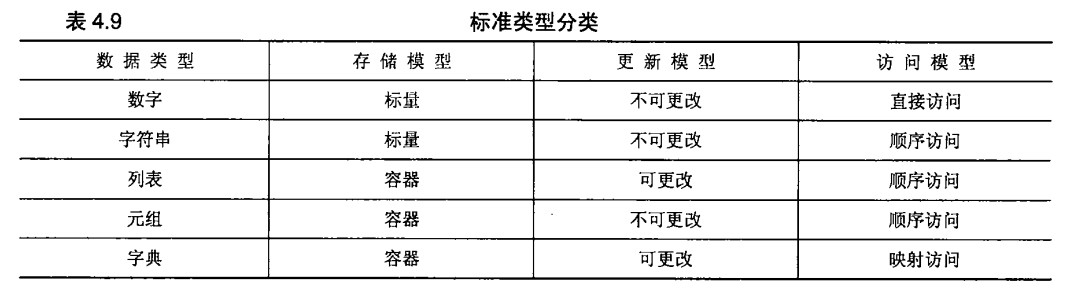 表 4.9 标准类型分类
数据类型 存储模型 更新模型 访问模型
数字 标量 不可更改 直接访问
字符串 标量 不可更改 顺序访问
列表 容器 可更改 顺序访问
元组 容器 不可更改 顺序访问
字典 容器 可更改 映射访问